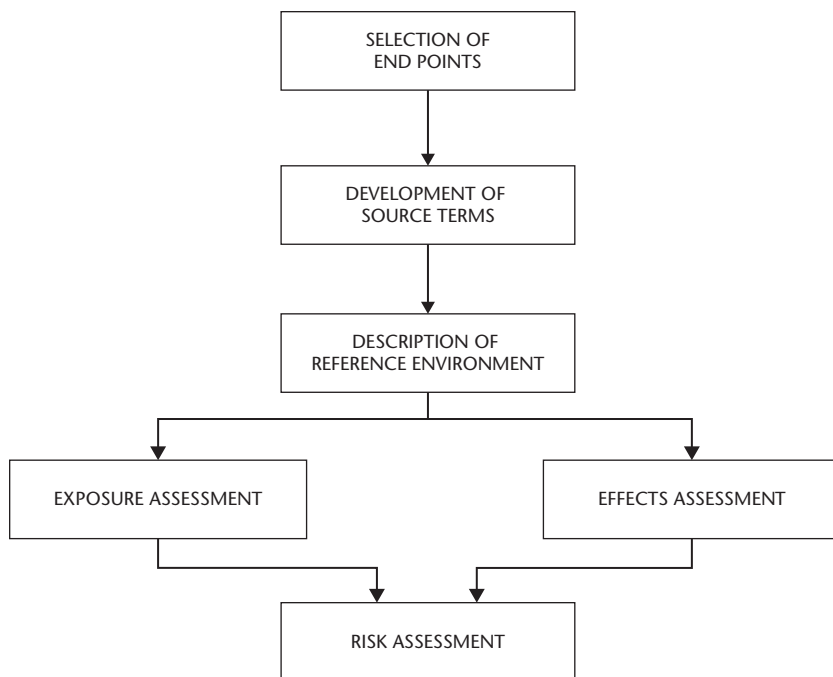 SELECTION OF
END POINTS
DEVELOPMENT OF
SOURCE TERMS
DESCRIPTION OF
REFERENCE ENVIRONMENT
EXPOSURE ASSESSMENT
EFFECTS ASSESSMENT
RISK ASSESSMENT